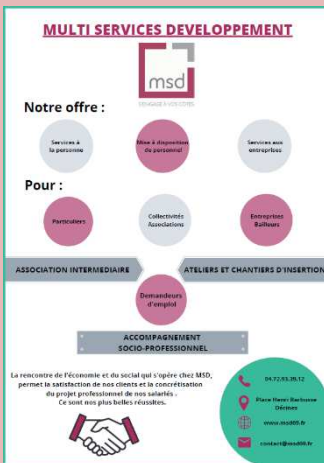 MULTI SERVICES DEVELOPPEMENT
msd
Notre offre :
Services à
la personne
Mise à disposition
de personnel
Services aux
entreprises
Pour :
Particuliers
Collectivités
Associations
Entreprises
Bailleurs
ASSOCIATION INTERMEDIAIRE
ATELIERS ET CHANTIERS D'INSERTION
Demandeurs
d'emploi
ACCOMPAGNEMENT
SOCIO-PROFESSIONNEL
La rencontre de l'économie et du social qui s'opère chez MSD,
permet la satisfaction de nos clients et la concrétisation
du projet professionnel de nos salariés .
Ce sont nos plus belles réussites.
04.72.93.39.12
Place Henri Barbusse
Décines
www.msd69.fr
contact@msd69.fr